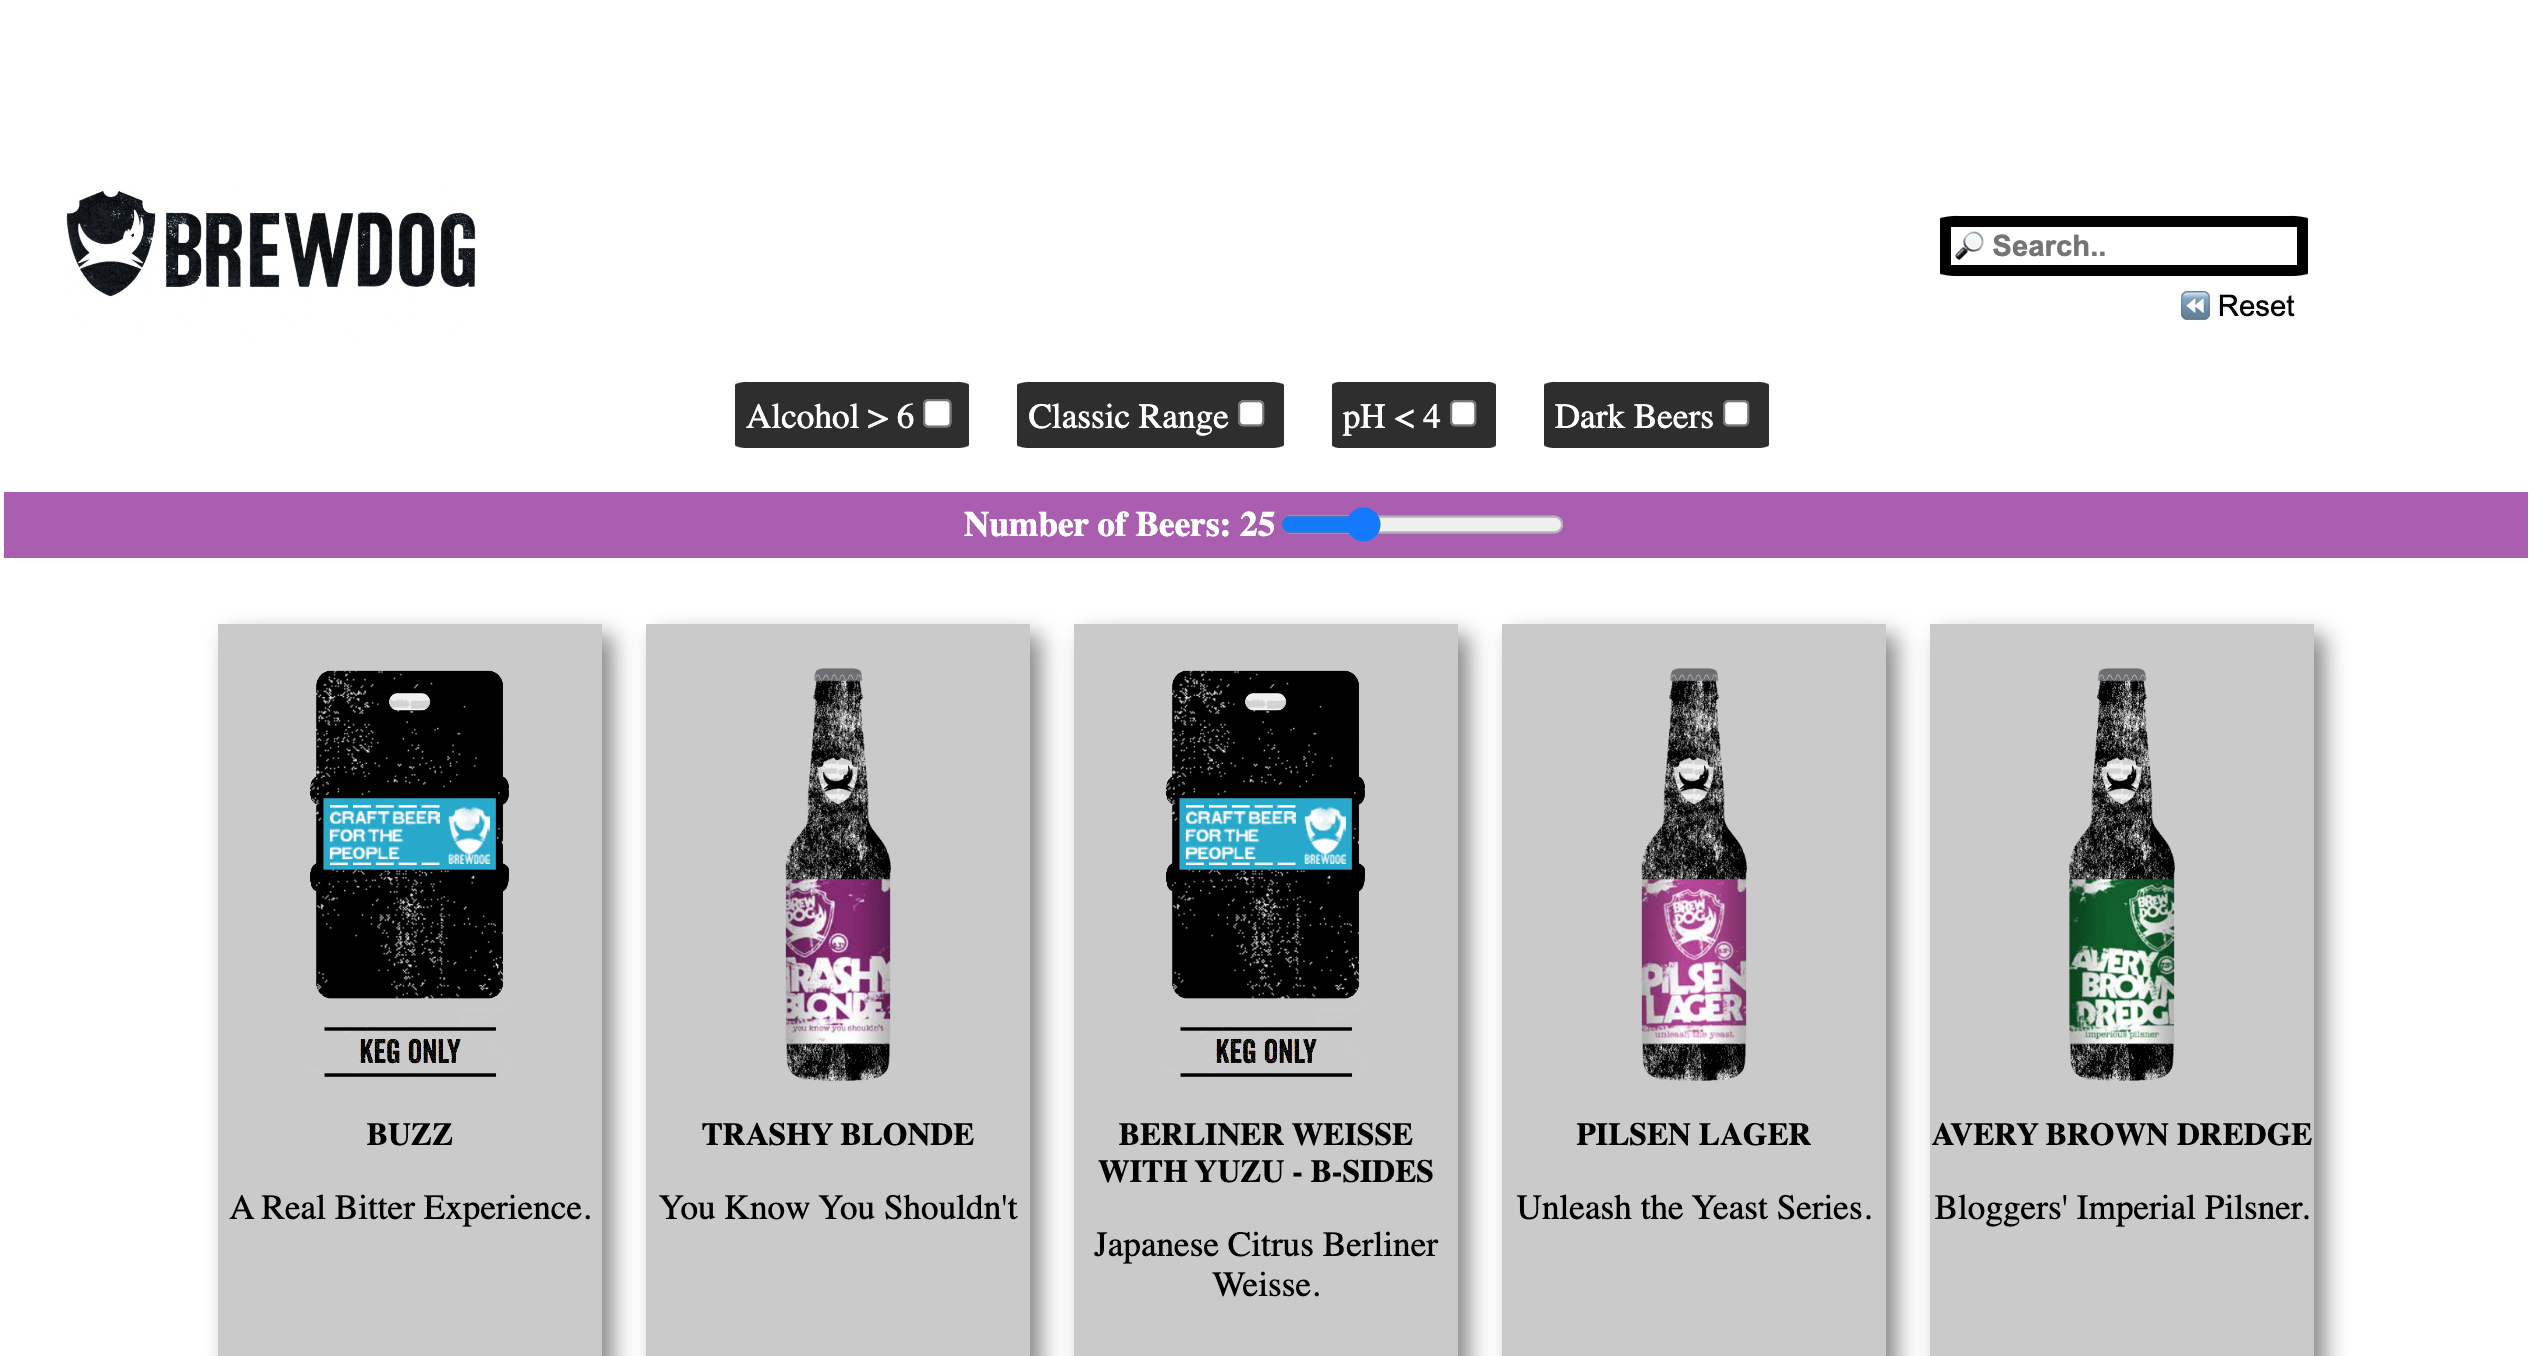 BREWDOG
🔎 Search..
⏪ Reset
Alcohol > 6
Classic Range
pH < 4
Dark Beers
Number of Beers: 25
CRAFT BEER
FOR THE
PEOPLE
BREWDOG
KEG ONLY
BUZZ
A Real Bitter Experience.
BREW
DOG
TRASHY
BLONDE
you know you shouldn't
TRASHY BLONDE
You Know You Shouldn't
CRAFT BEER
FOR THE
PEOPLE
BREWDOG
KEG ONLY
BERLINER WEISSE
WITH YUZU - B-SIDES
Japanese Citrus Berliner
Weisse.
BREW
DOG
PILSEN
LAGER
unleash the yeast
PILSEN LAGER
Unleash the Yeast Series.
BREW
DOG
AVERY
BROWN
DREDG
imperious pilsner
AVERY BROWN DREDGE
Bloggers' Imperial Pilsner.